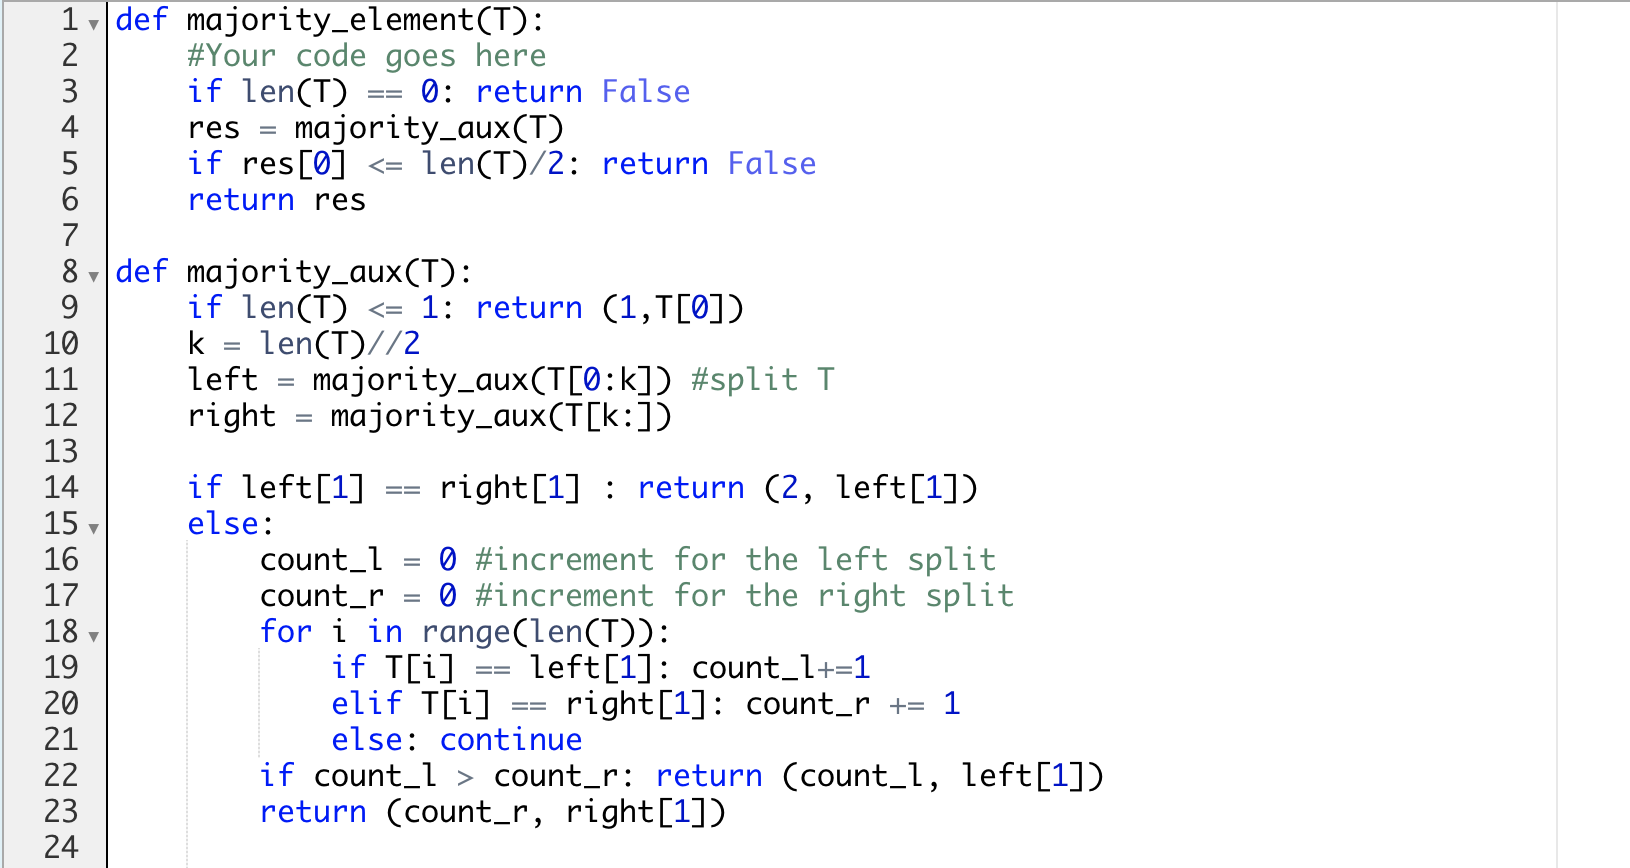 1 def majority_element(T):
2     #Your code goes here
3     if len(T) == 0: return False
4     res = majority_aux(T)
5     if res[0] <= len(T)/2: return False
6     return res
7
8 def majority_aux(T):
9     if len(T) <= 1: return (1,T[0])
10     k = len(T)//2
11     left = majority_aux(T[0:k]) #split T
12     right = majority_aux(T[k:])
13
14     if left[1] == right[1] : return (2, left[1])
15     else:
16         count_l = 0 #increment for the left split
17         count_r = 0 #increment for the right split
18         for i in range(len(T)):
19             if T[i] == left[1]: count_l+=1
20             elif T[i] == right[1]: count_r += 1
21             else: continue
22         if count_l > count_r: return (count_l, left[1])
23         return (count_r, right[1])
24